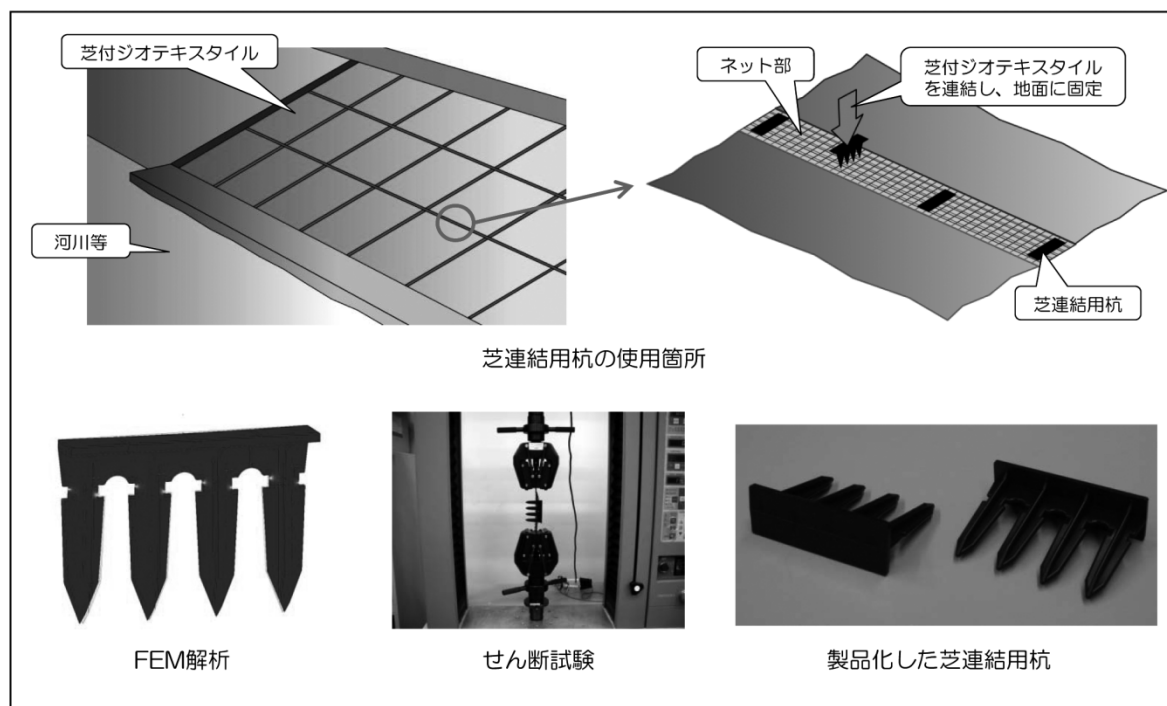 芝付ジオテキスタイル
ネット部
芝付ジオテキスタイル
を連結し、地面に固定
河川等
芝連結用杭
芝連結用杭の使用箇所
FEM解析
せん断試験
製品化した芝連結用杭